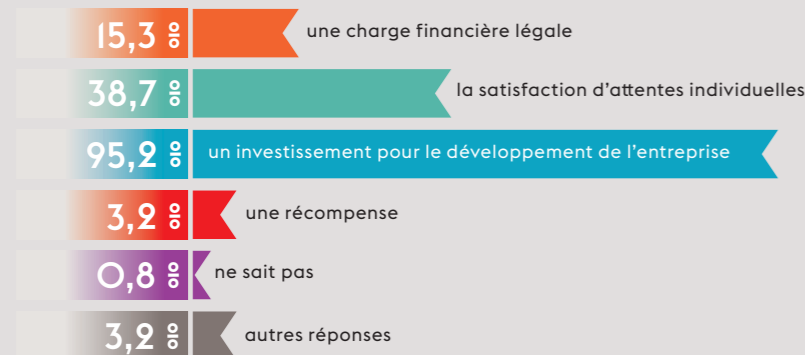 15,3 % une charge financière légale
38,7 % la satisfaction d’attentes individuelles
95,2 % un investissement pour le développement de l’entreprise
3,2 % une récompense
0,8 % ne sait pas
3,2 % autres réponses